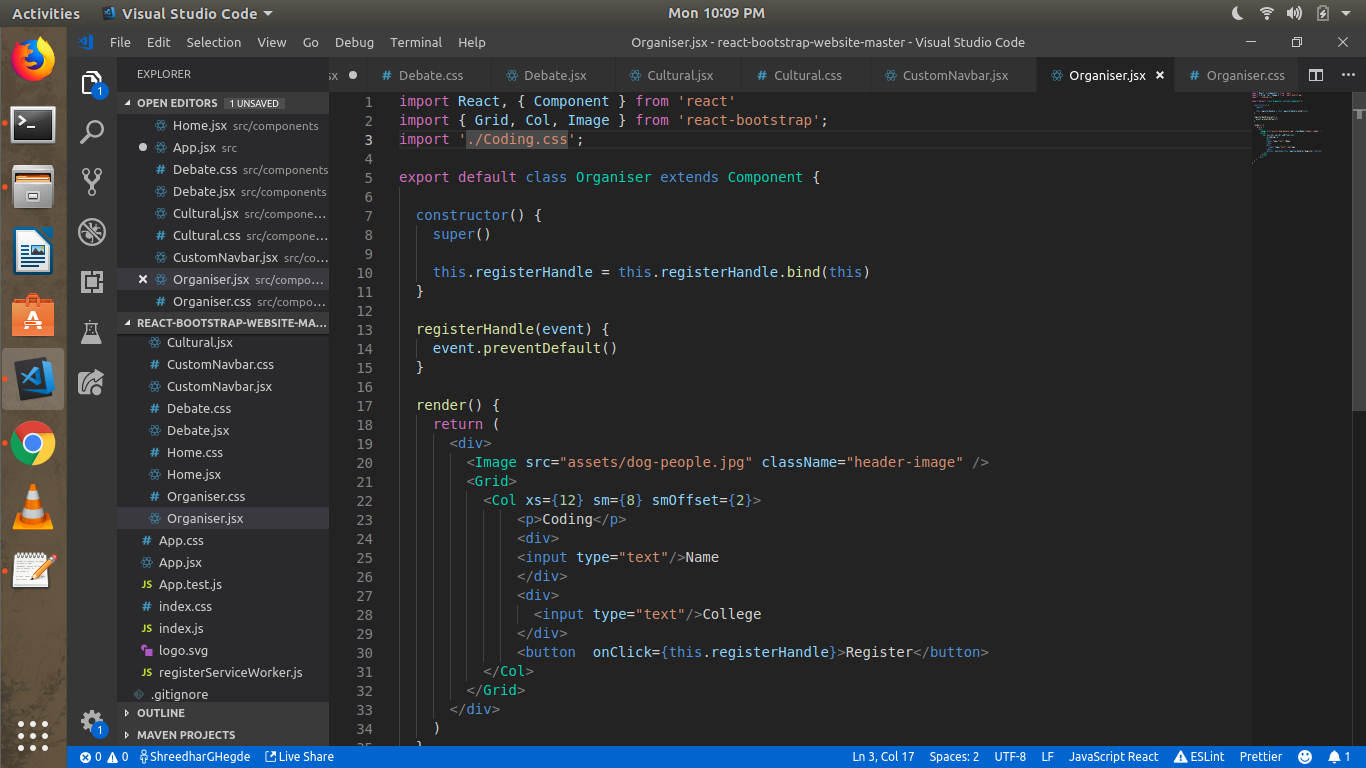 Activities Visual Studio Code Mon 10:09 PM
File Edit Selection View Go Debug Terminal Help Organiser.jsx - react-bootstrap-website-master - Visual Studio Code
EXPLORER sx Debate.css Debate.jsx Cultural.jsx Cultural.css CustomNavbar.jsx Organiser.jsx Organiser.css
OPEN EDITORS 1 UNSAVED
Home.jsx src/components
App.jsx src
Debate.css src/components
Debate.jsx src/components
Cultural.jsx src/compone...
Cultural.css src/compone...
CustomNavbar.jsx src/co...
Organiser.jsx src/compo...
Organiser.css src/compo...
REACT-BOOTSTRAP-WEBSITE-MA...
Cultural.jsx
CustomNavbar.css
CustomNavbar.jsx
Debate.css
Debate.jsx
Home.css
Home.jsx
Organiser.css
Organiser.jsx
App.css
App.jsx
JS App.test.js
index.css
JS index.js
logo.svg
JS registerServiceWorker.js
.gitignore
OUTLINE
MAVEN PROJECTS
1 import React, { Component } from 'react'
2 import { Grid, Col, Image } from 'react-bootstrap';
3 import './Coding.css';
4
5 export default class Organiser extends Component {
6
7 constructor() {
8 super()
9
10 this.registerHandle = this.registerHandle.bind(this)
11 }
12
13 registerHandle(event) {
14 event.preventDefault()
15 }
16
17 render() {
18 return (
19 <div>
20 <Image src="assets/dog-people.jpg" className="header-image" />
21 <Grid>
22 <Col xs={12} sm={8} smOffset={2}>
23 <p>Coding</p>
24 <div>
25 <input type="text"/>Name
26 </div>
27 <div>
28 <input type="text"/>College
29 </div>
30 <button  onClick={this.registerHandle}>Register</button>
31 </Col>
32 </Grid>
33 </div>
34 )
35 }
1
1
0 0 ShreedharGHegde Live Share Ln 3, Col 17 Spaces: 2 UTF-8 LF JavaScript React ESLint Prettier 1